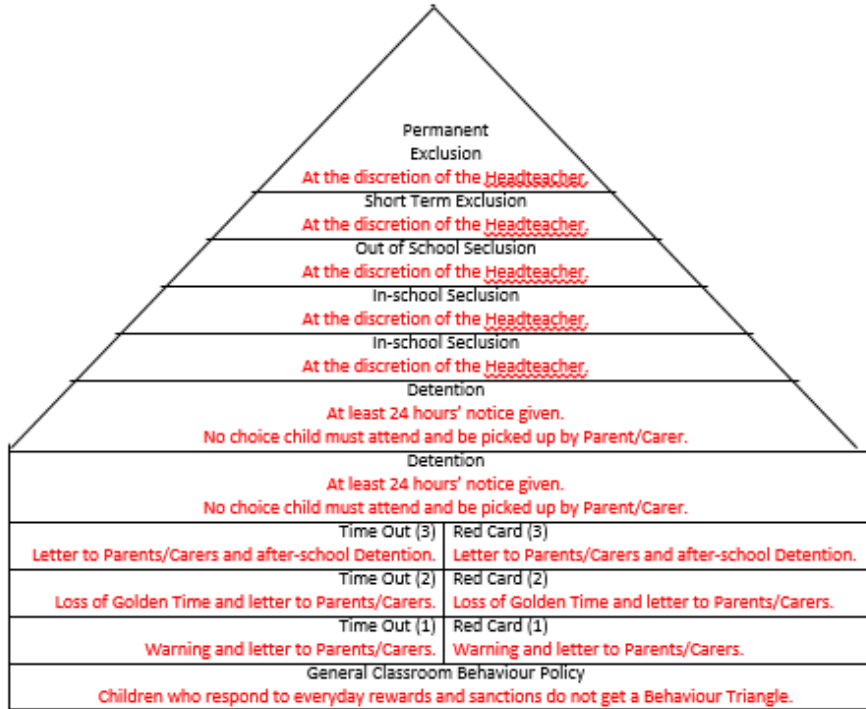 Permanent
Exclusion
At the discretion of the Headteacher.
Short Term Exclusion
At the discretion of the Headteacher.
Out of School Seclusion
At the discretion of the Headteacher.
In-school Seclusion
At the discretion of the Headteacher.
In-school Seclusion
At the discretion of the Headteacher.
Detention
At least 24 hours' notice given.
No choice child must attend and be picked up by Parent/Carer.
Detention
At least 24 hours' notice given.
No choice child must attend and be picked up by Parent/Carer.
Time Out (3)
Letter to Parents/Carers and after-school Detention.
Red Card (3)
Letter to Parents/Carers and after-school Detention.
Time Out (2)
Loss of Golden Time and letter to Parents/Carers.
Red Card (2)
Loss of Golden Time and letter to Parents/Carers.
Time Out (1)
Warning and letter to Parents/Carers.
Red Card (1)
Warning and letter to Parents/Carers.
General Classroom Behaviour Policy
Children who respond to everyday rewards and sanctions do not get a Behaviour Triangle.